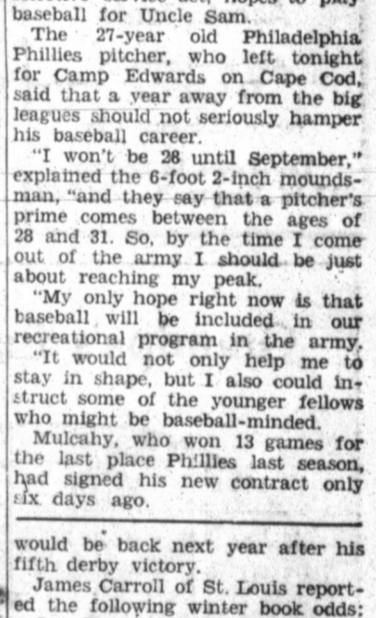 baseball for Uncle Sam.
The 27-year old Philadelphia
Phillies pitcher, who left tonight
for Camp Edwards on Cape Cod,
said that a year away from the big
leagues should not seriously hamper
his baseball career.
"I won't be 28 until September,"
explained the 6-foot 2-inch mounds-
man, "and they say that a pitcher's
prime comes between the ages of
28 and 31. So, by the time I come
out of the army I should be just
about reaching my peak.
"My only hope right now is that
baseball will be included in our
recreational program in the army.
"It would not only help me to
stay in shape, but I also could in-
struct some of the younger fellows
who might be baseball-minded.
Mulcahy, who won 13 games for
the last place Phillies last season,
had signed his new contract only
six days ago.
would be back next year after his
fifth derby victory.
James Carroll of St. Louis report-
ed the following winter book odds: